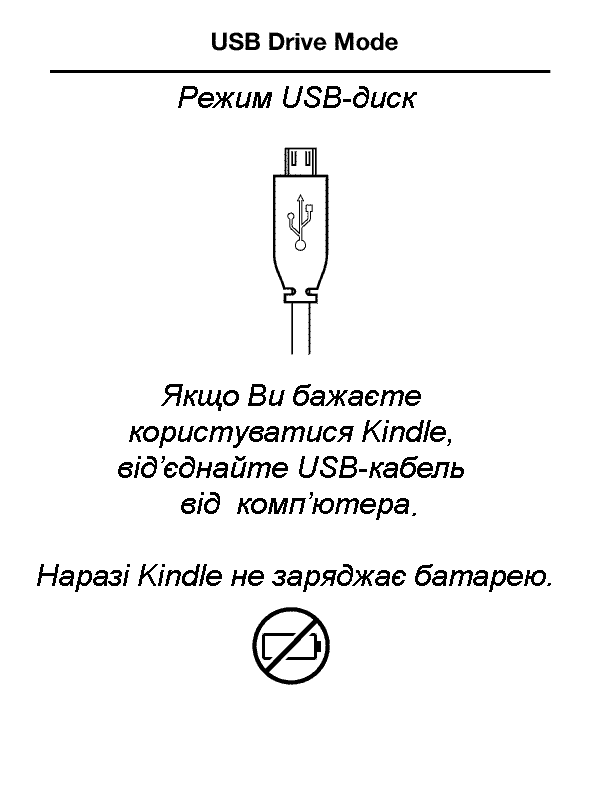 USB Drive Mode
Режим USB-диск
Якщо Ви бажаєте
користуватися Kindle,
від’єднайте USB-кабель
від комп’ютера.
Наразі Kindle не заряджає батарею.